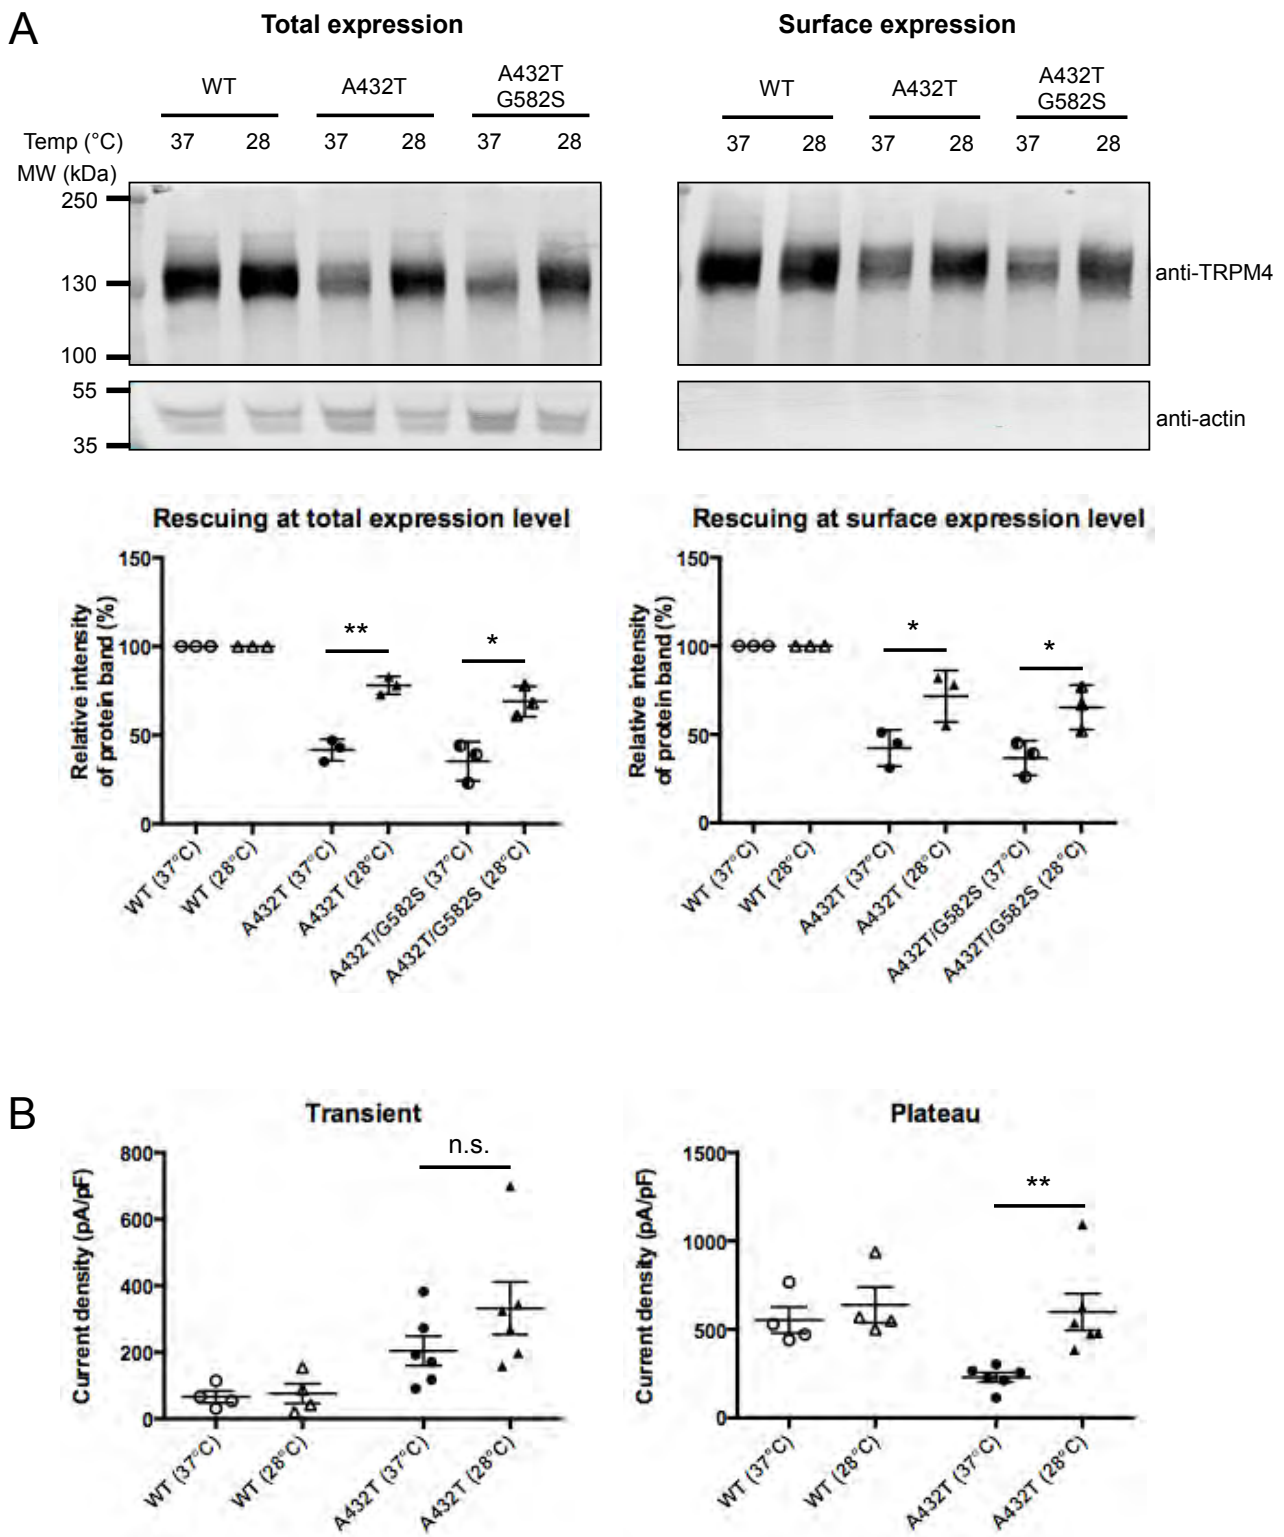 A
Total expression
Surface expression
WT
A432T
A432T
G582S
WT
A432T
A432T
G582S
Temp (°C) 37 28 37 28 37 28
37 28 37 28 37 28
MW (kDa)
250
130
100
55
35
anti-TRPM4
anti-actin
Rescuing at total expression level
Relative intensity
of protein band (%)
150
100
50
0
**
*
WT (37°C)
WT (28°C)
A432T (37°C)
A432T (28°C)
A432T/G582S (37°C)
A432T/G582S (28°C)
Rescuing at surface expression level
Relative intensity
of protein band (%)
150
100
50
0
*
*
WT (37°C)
WT (28°C)
A432T (37°C)
A432T (28°C)
A432T/G582S (37°C)
A432T/G582S (28°C)
B
Transient
Current density (pA/pF)
800
600
400
200
0
n.s.
WT (37°C)
WT (28°C)
A432T (37°C)
A432T (28°C)
Plateau
Current density (pA/pF)
1500
1000
500
0
**
WT (37°C)
WT (28°C)
A432T (37°C)
A432T (28°C)